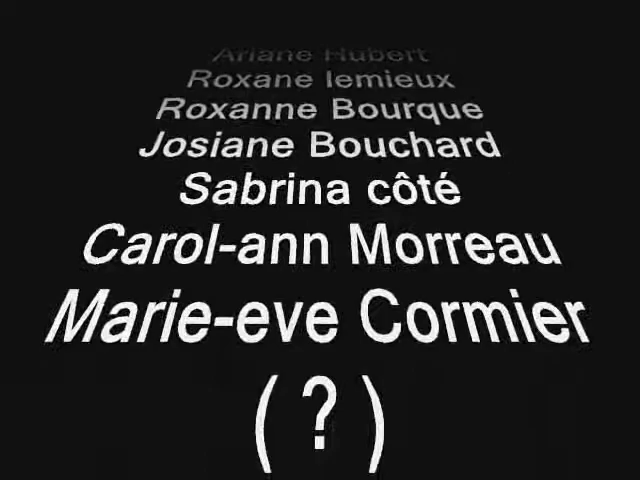 Ariane Hubert
Roxane lemieux
Roxanne Bourque
Josiane Bouchard
Sabrina côté
Carol-ann Morreau
Marie-eve Cormier
( ? )